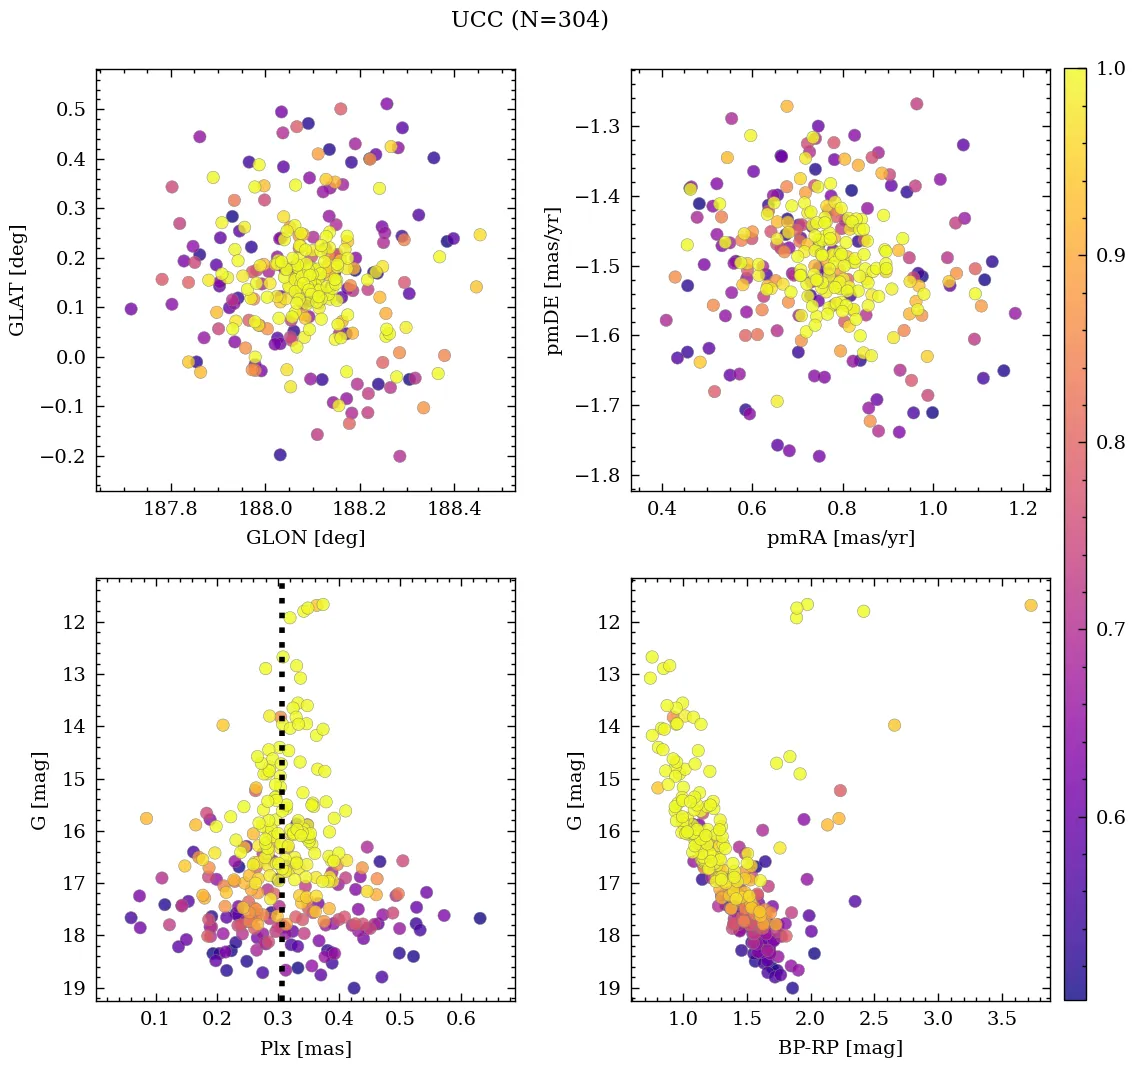 UCC (N=304)
GLAT [deg]
0.5
0.4
0.3
0.2
0.1
0.0
−0.1
−0.2
187.8 188.0 188.2 188.4
GLON [deg]
pmDE [mas/yr]
−1.3
−1.4
−1.5
−1.6
−1.7
−1.8
0.4 0.6 0.8 1.0 1.2
pmRA [mas/yr]
1.0
0.9
0.8
0.7
0.6
G [mag]
12
13
14
15
16
17
18
19
0.1 0.2 0.3 0.4 0.5 0.6
Plx [mas]
G [mag]
12
13
14
15
16
17
18
19
1.0 1.5 2.0 2.5 3.0 3.5
BP-RP [mag]